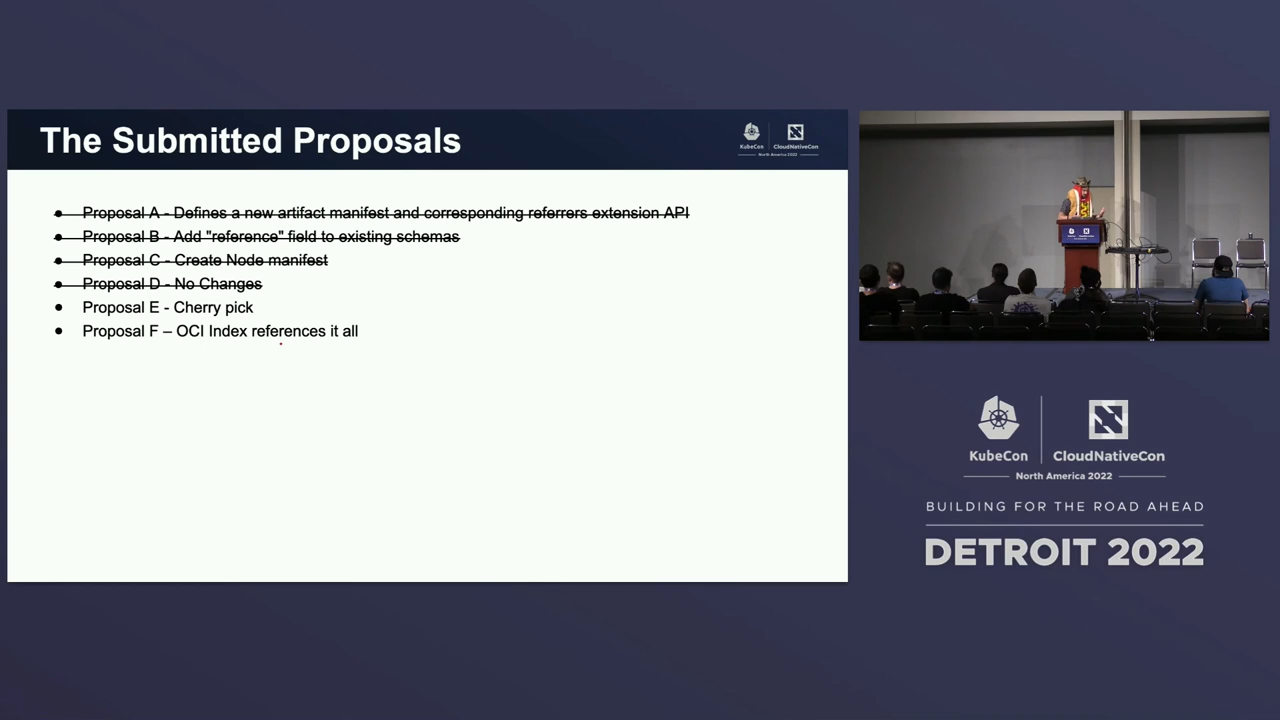 The Submitted Proposals
KubeCon
CloudNativeCon
North America 2022
● Proposal A - Defines a new artifact manifest and corresponding referrers extension API
● Proposal B - Add "reference" field to existing schemas
● Proposal C - Create Node manifest
● Proposal D - No Changes
● Proposal E - Cherry pick
● Proposal F – OCI Index references it all
KubeCon
CloudNativeCon
North America 2022
BUILDING FOR THE ROAD AHEAD
DETROIT 2022